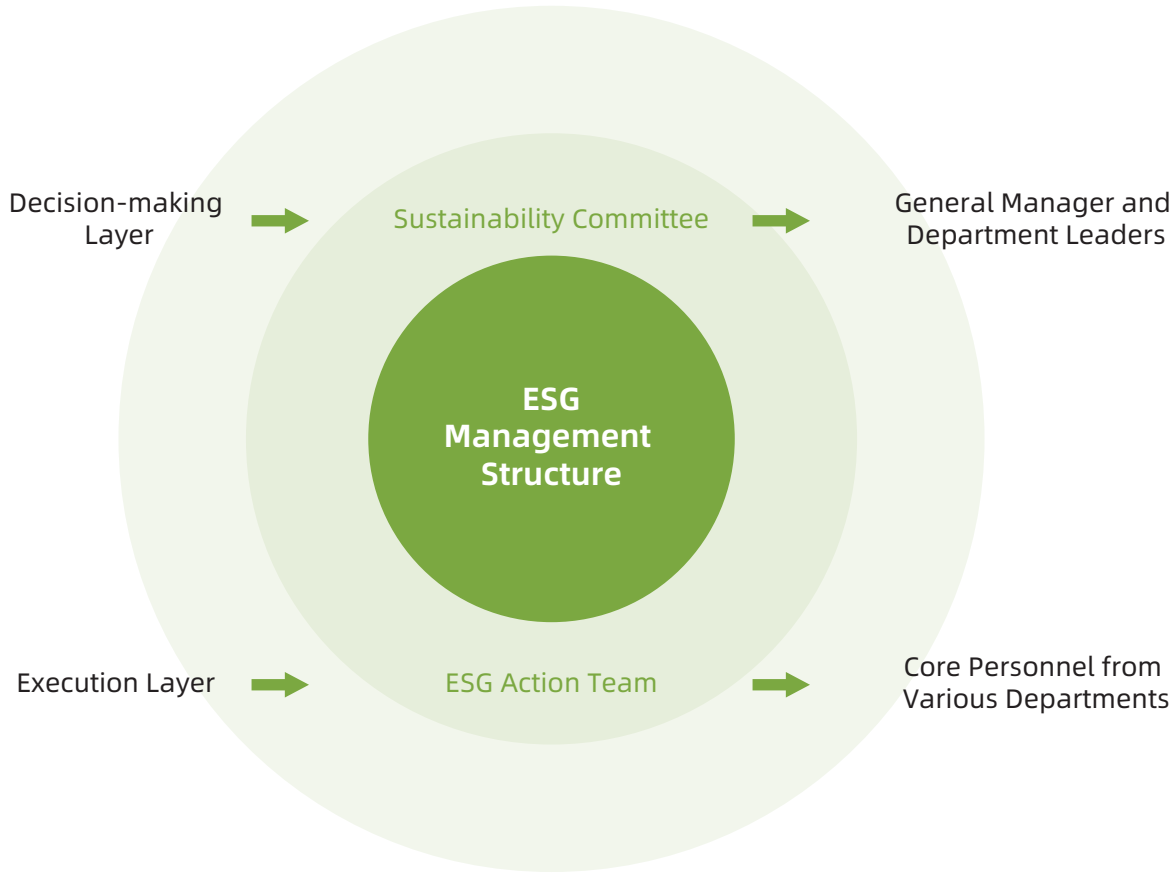 Decision-making
Layer
Sustainability Committee
General Manager and
Department Leaders
ESG
Management
Structure
Execution Layer
ESG Action Team
Core Personnel from
Various Departments